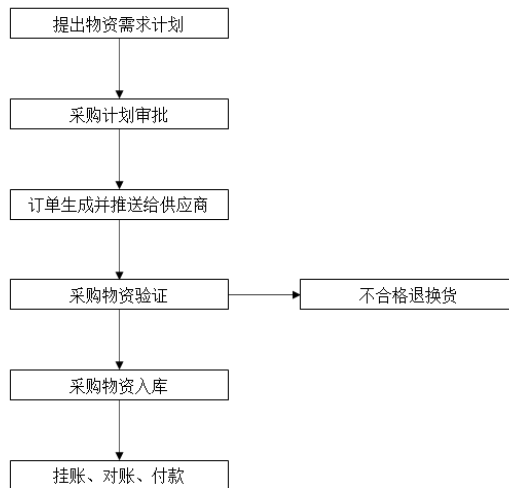 提出物资需求计划
采购计划审批
订单生成并推送给供应商
采购物资验证
不合格退换货
采购物资入库
挂账、对账、付款